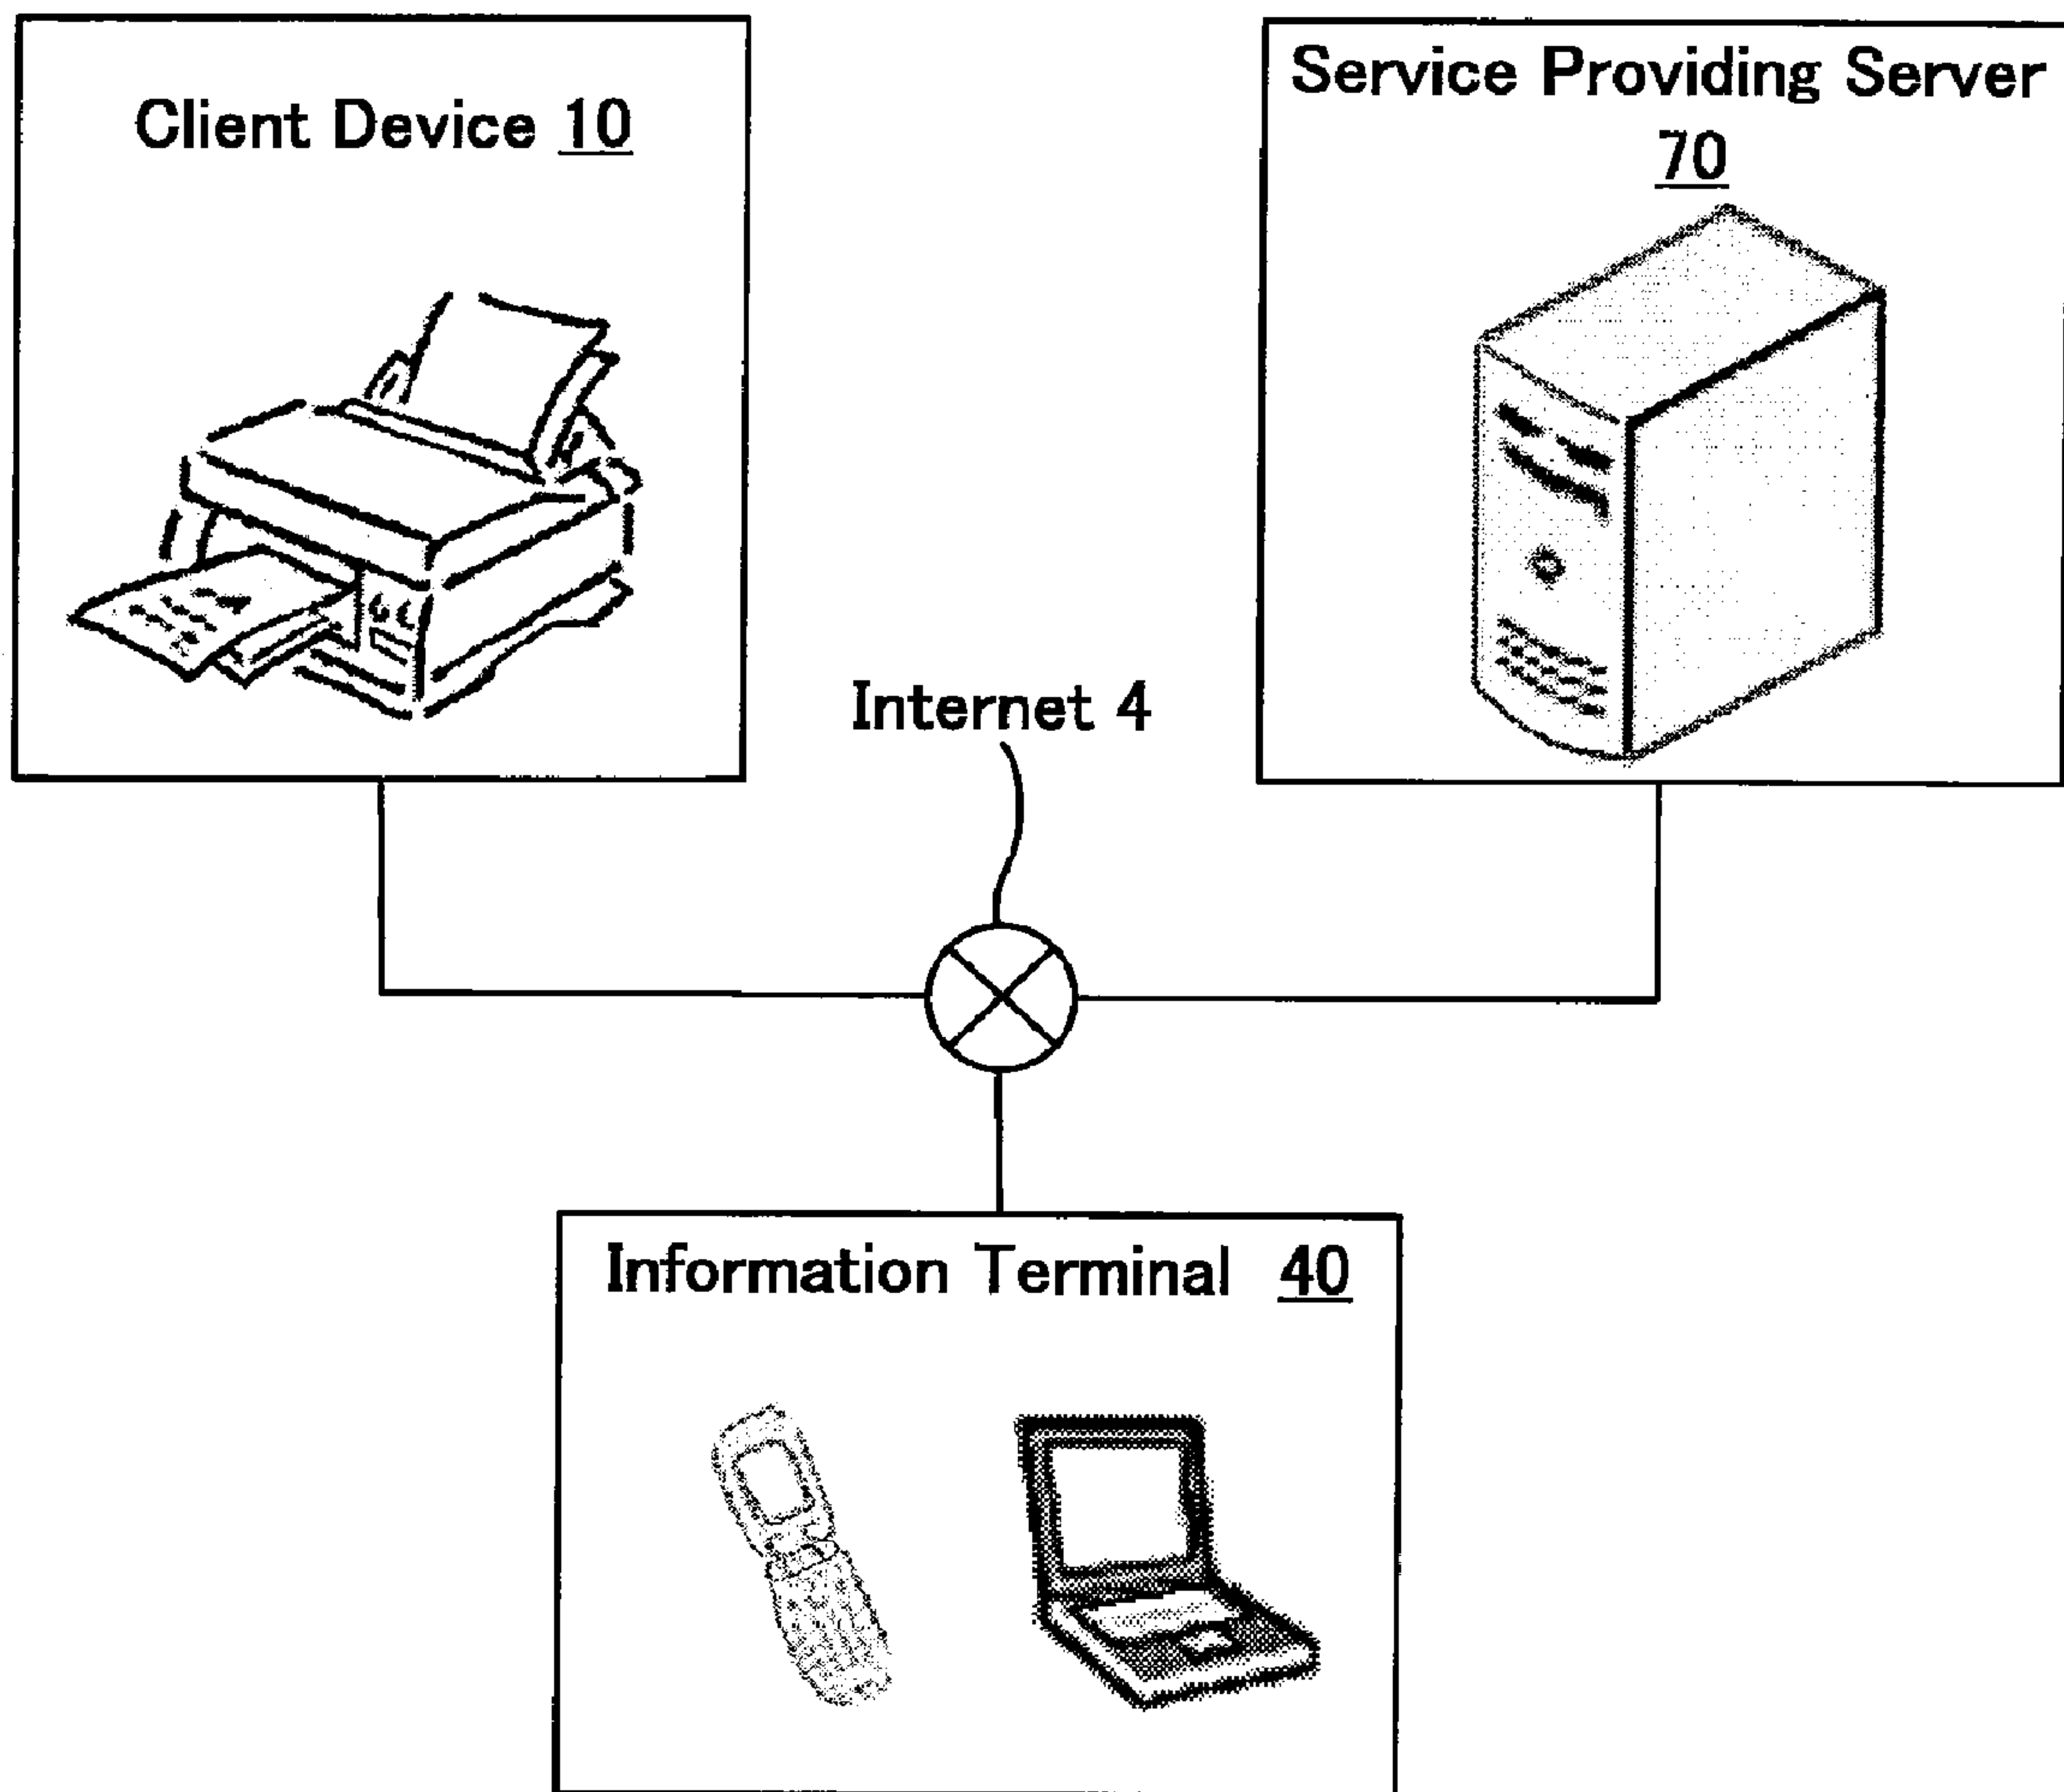 Client Device 10
Service Providing Server
70
Internet 4
Information Terminal 40